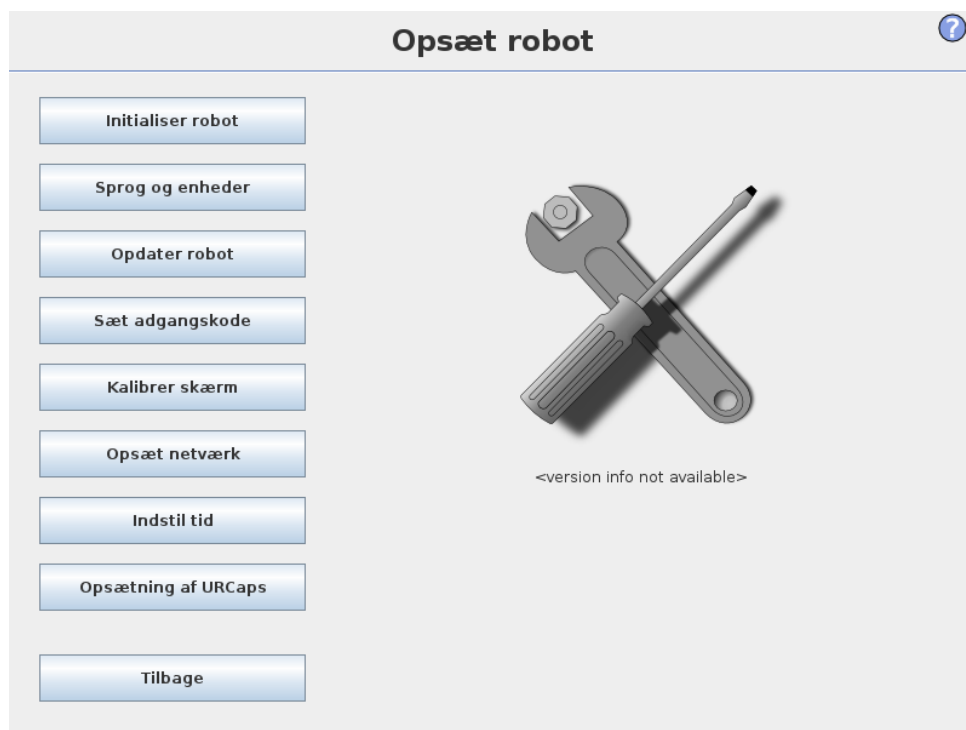 Opsæt robot
?
Initialiser robot
Sprog og enheder
Opdater robot
Sæt adgangskode
Kalibrer skærm
Opsæt netværk
Indstil tid
Opsætning af URCaps
Tilbage
<version info not available>